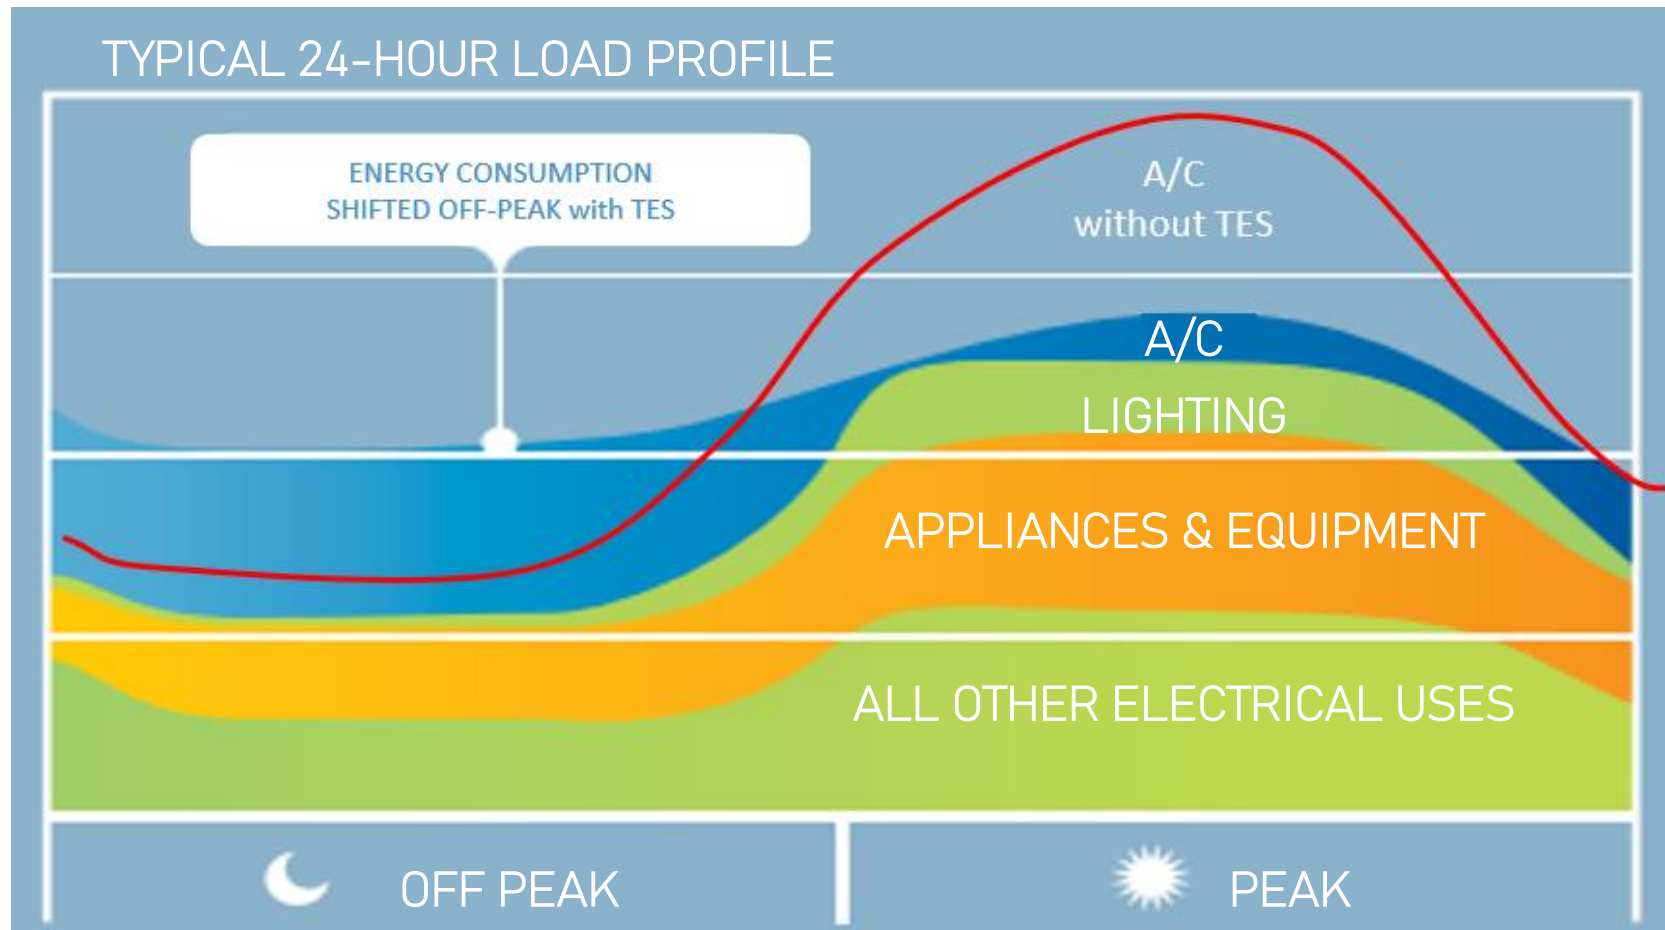 TYPICAL 24-HOUR LOAD PROFILE
ENERGY CONSUMPTION
SHIFTED OFF-PEAK with TES
A/C
without TES
A/C
LIGHTING
APPLIANCES & EQUIPMENT
ALL OTHER ELECTRICAL USES
OFF PEAK
PEAK